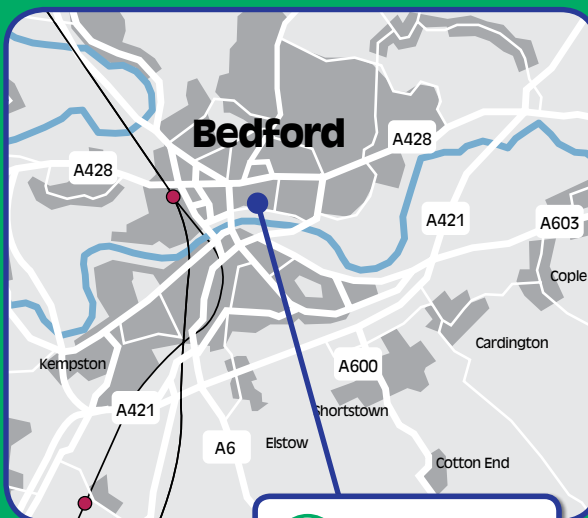 Bedford
A428
A428
A421
A603
Cople
Cardington
Kempston
A600
A421
Shortstown
A6
Elstow
Cotton End